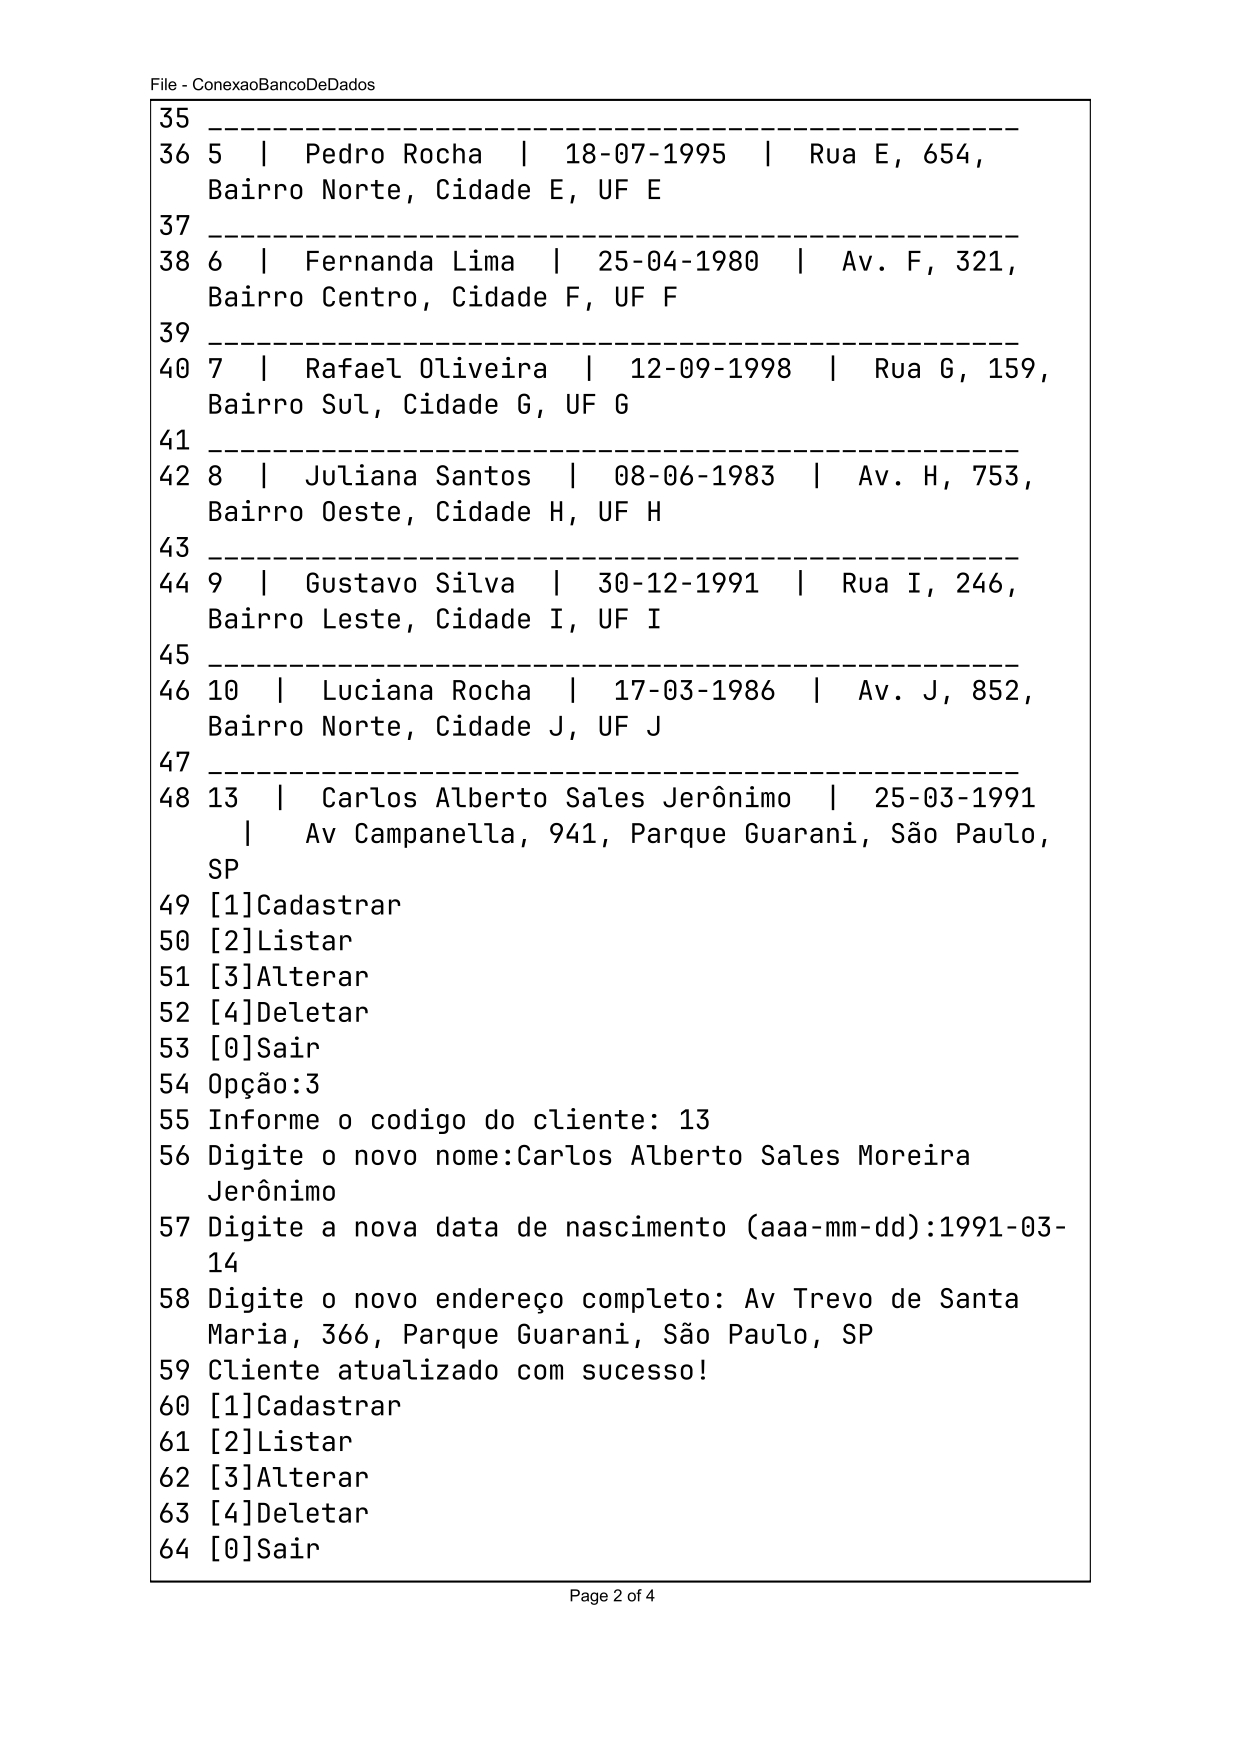 File - ConexaoBancoDeDados
35 __________________________________________________
36 5  |  Pedro Rocha  |  18-07-1995  |  Rua E, 654,
Bairro Norte, Cidade E, UF E
37 __________________________________________________
38 6  |  Fernanda Lima  |  25-04-1980  |  Av. F, 321,
Bairro Centro, Cidade F, UF F
39 __________________________________________________
40 7  |  Rafael Oliveira  |  12-09-1998  |  Rua G, 159,
Bairro Sul, Cidade G, UF G
41 __________________________________________________
42 8  |  Juliana Santos  |  08-06-1983  |  Av. H, 753,
Bairro Oeste, Cidade H, UF H
43 __________________________________________________
44 9  |  Gustavo Silva  |  30-12-1991  |  Rua I, 246,
Bairro Leste, Cidade I, UF I
45 __________________________________________________
46 10  |  Luciana Rocha  |  17-03-1986  |  Av. J, 852,
Bairro Norte, Cidade J, UF J
47 __________________________________________________
48 13  |  Carlos Alberto Sales Jerônimo  |  25-03-1991
|   Av Campanella, 941, Parque Guarani, São Paulo,
SP
49 [1]Cadastrar
50 [2]Listar
51 [3]Alterar
52 [4]Deletar
53 [0]Sair
54 Opção:3
55 Informe o codigo do cliente: 13
56 Digite o novo nome:Carlos Alberto Sales Moreira
Jerônimo
57 Digite a nova data de nascimento (aaa-mm-dd):1991-03-
14
58 Digite o novo endereço completo: Av Trevo de Santa
Maria, 366, Parque Guarani, São Paulo, SP
59 Cliente atualizado com sucesso!
60 [1]Cadastrar
61 [2]Listar
62 [3]Alterar
63 [4]Deletar
64 [0]Sair
Page 2 of 4